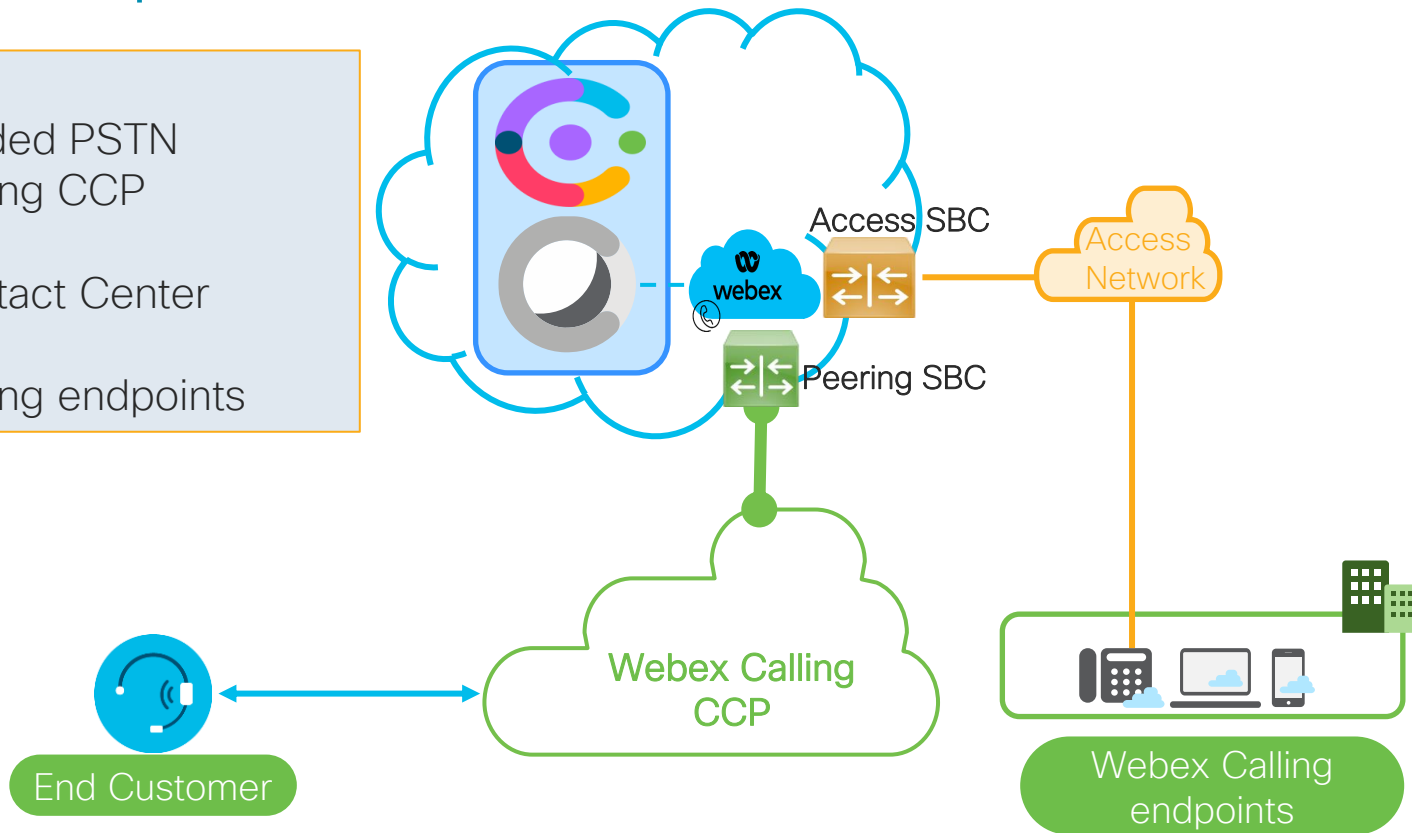 ded PSTN
ng CCP
tact Center
ng endpoints
Access SBC
webex
Access
Network
Peering SBC
Webex Calling
CCP
End Customer
Webex Calling
endpoints